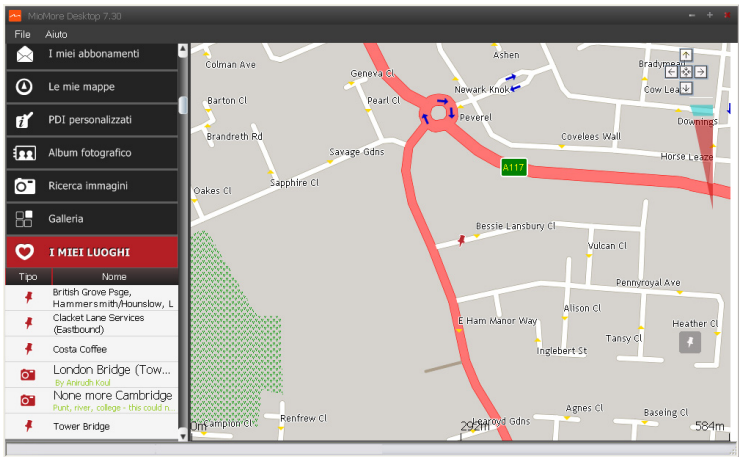 MioMore Desktop 7.30
File Aiuto
I miei abbonamenti
Le mie mappe
PDI personalizzati
Album fotografico
Ricerca immagini
Galleria
I MIEI LUOGHI
Tipo Nome
British Grove Psge,
Hammersmith/Hounslow, L
Clacket Lane Services
(Eastbound)
Costa Coffee
London Bridge (Tow...
By Anirudh Koul
None more Cambridge
Punt, river, college - this could n...
Tower Bridge
Colman Ave
Geneva Cl
Ashen
Bradymead
Newark Knok
Cow Leaze
Barton Cl
Pearl Cl
Peverel
Downings
Brandreth Rd
Covelees Wall
Savage Gdns
Horse Leaze
A117
Oakes Cl
Sapphire Cl
Bessie Lansbury Cl
Vulcan Cl
Pennyroyal Ave
Alison Cl
E Ham Manor Way
Heather Cl
Tansy Cl
Inglebert St
Agnes Cl
Baseing Cl
Campion Cl
Renfrew Cl
Learoyd Gdns
0m
292m
584m